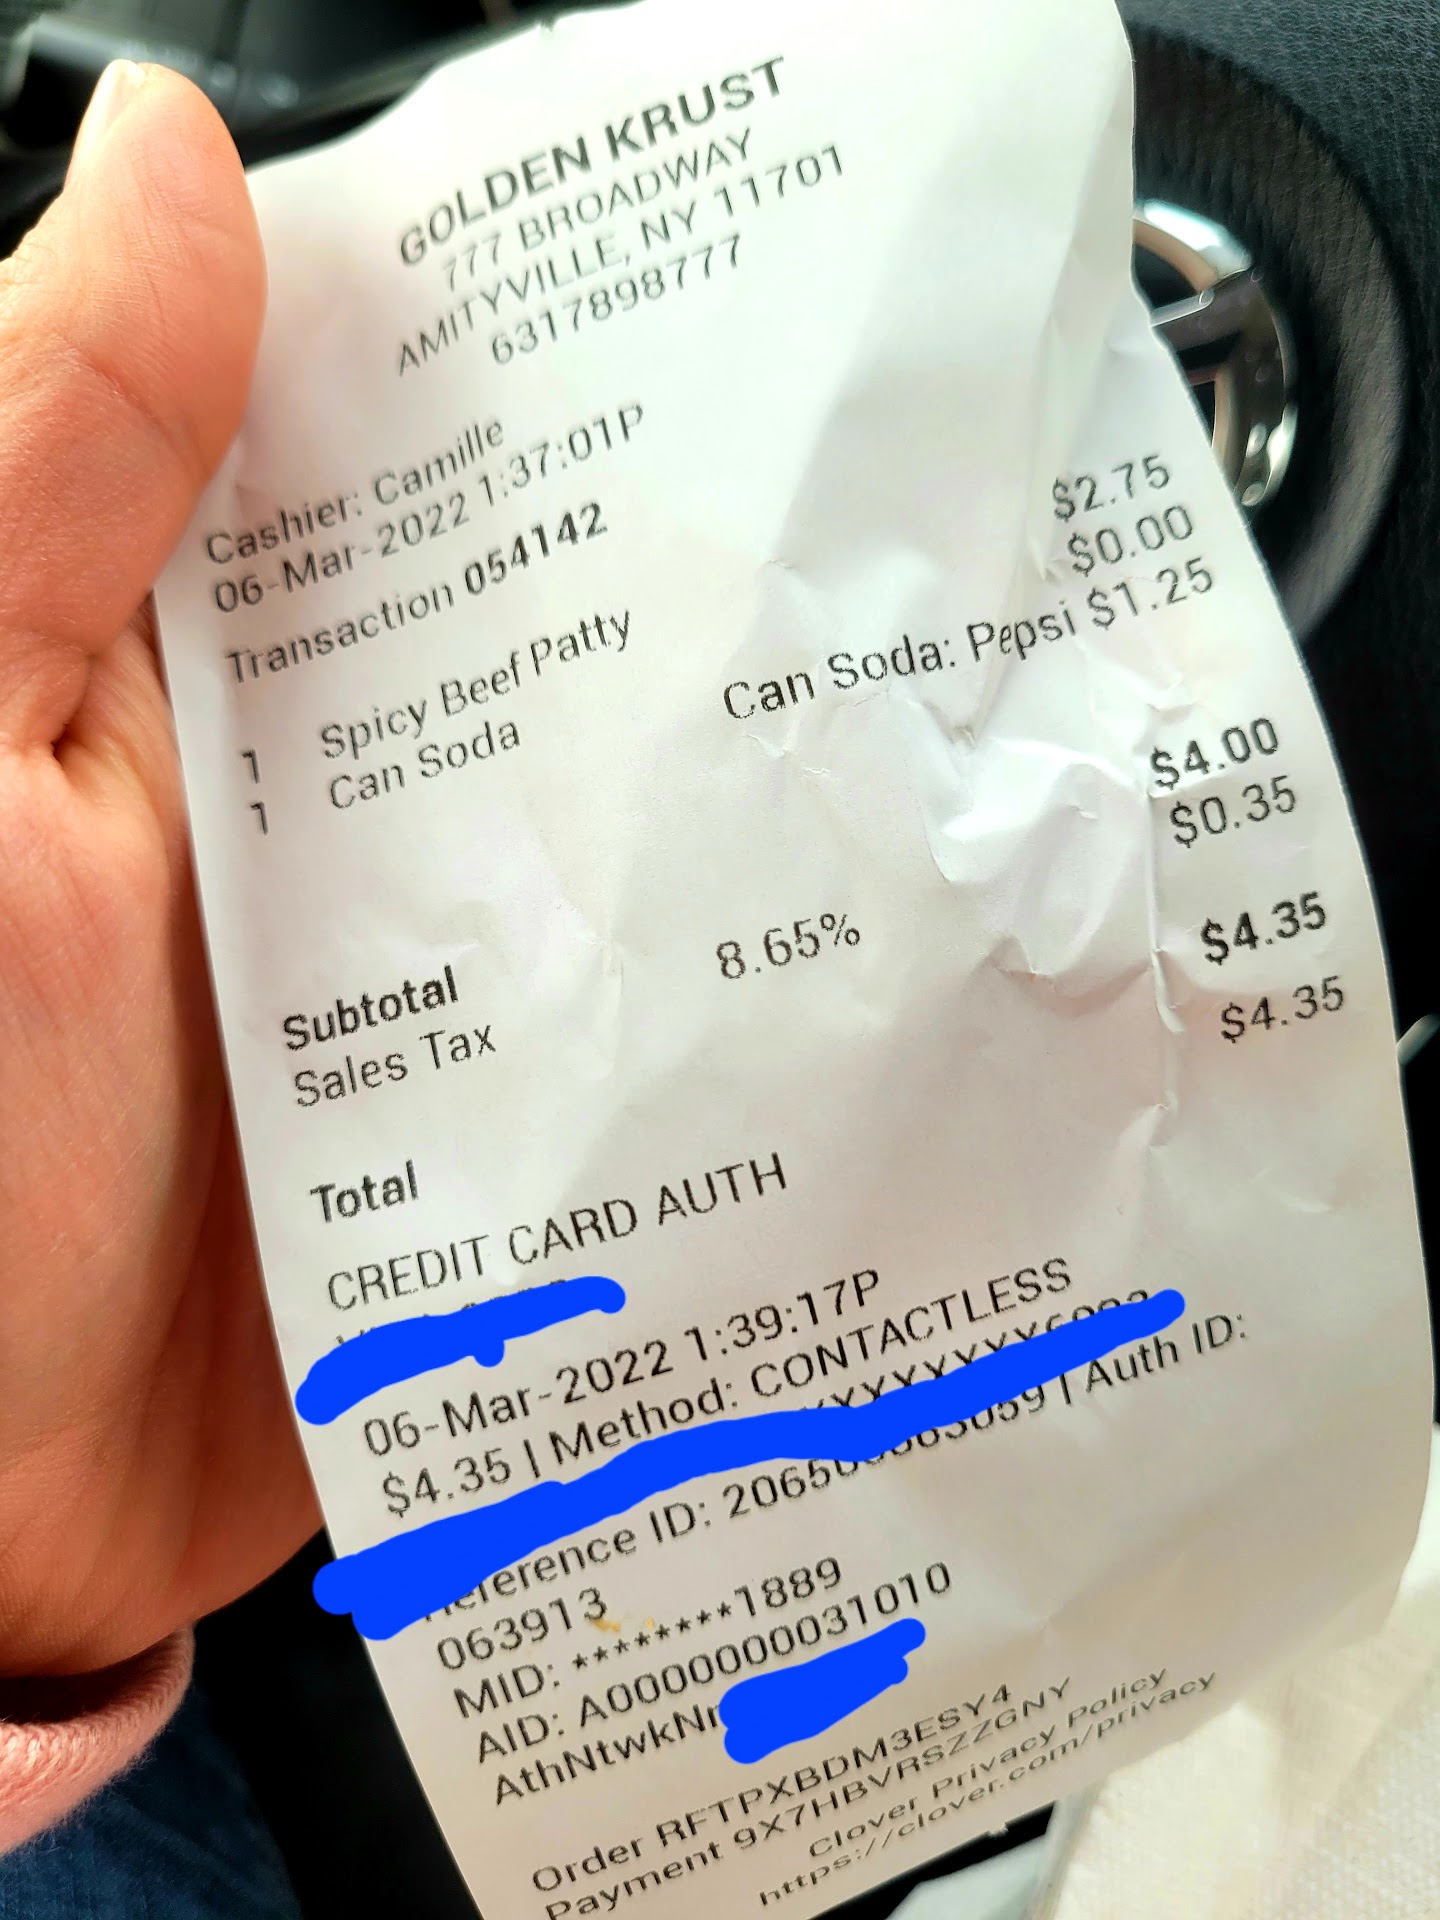 GOLDEN KRUST
777 BROADWAY
AMITYVILLE, NY 11701
6317898777
Cashier: Camille
06-Mar-2022 1:37:01P
Transaction 054142
1 Spicy Beef Patty $2.75
1 Can Soda $0.00
Can Soda: Pepsi $1.25
Subtotal $4.00
Sales Tax 8.65% $0.35
Total $4.35
CREDIT CARD AUTH $4.35
06-Mar-2022 1:39:17P
$4.35 | Method: CONTACTLESS
ID: | Auth ID:
063913
MID: ********1889
AID: A0000000031010
Order RFTPXBDM3ESY4
Payment 9X7HBVRSZZGNY
Clover Privacy Policy
https://clover.com/privacy